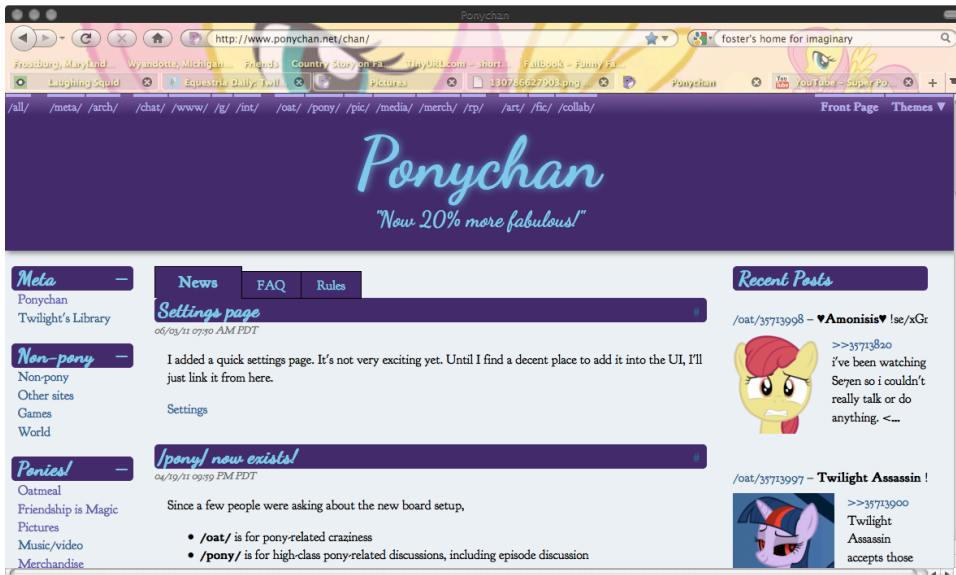 Ponychan
http://www.ponychan.net/chan/
foster's home for imaginary
Frostburg, Maryland... Wyandotte, Michigan... Friends Country Story on Fa... TinyURL.com - short... Failbook - Funny Fa...
Laughing Squid Equestria Daily: Twil... Pictures 130786627903.png Ponychan YouTube - Super Po...
/all/ /meta/ /arch/ /chat/ /www/ /g/ /int/ /oat/ /pony/ /pic/ /media/ /merch/ /rp/ /art/ /fic/ /collab/ Front Page Themes ▼
Ponychan
"Now 20% more fabulous!"
Meta –
Ponychan
Twilight's Library
Non-pony –
Non-pony
Other sites
Games
World
Ponies! –
Oatmeal
Friendship is Magic
Pictures
Music/video
Merchandise
News FAQ Rules
Settings page #
06/03/11 07:50 AM PDT
I added a quick settings page. It's not very exciting yet. Until I find a decent place to add it into the UI, I'll
just link it from here.
Settings
/pony/ now exists! #
04/19/11 09:59 PM PDT
Since a few people were asking about the new board setup,
• /oat/ is for pony-related craziness
• /pony/ is for high-class pony-related discussions, including episode discussion
Recent Posts
/oat/35713998 – ♥Amonisis♥ !se/xGr
>>35713820
i've been watching
Se7en so i couldn't
really talk or do
anything. <...
/oat/35713997 – Twilight Assassin !
>>35713900
Twilight
Assassin
accepts those